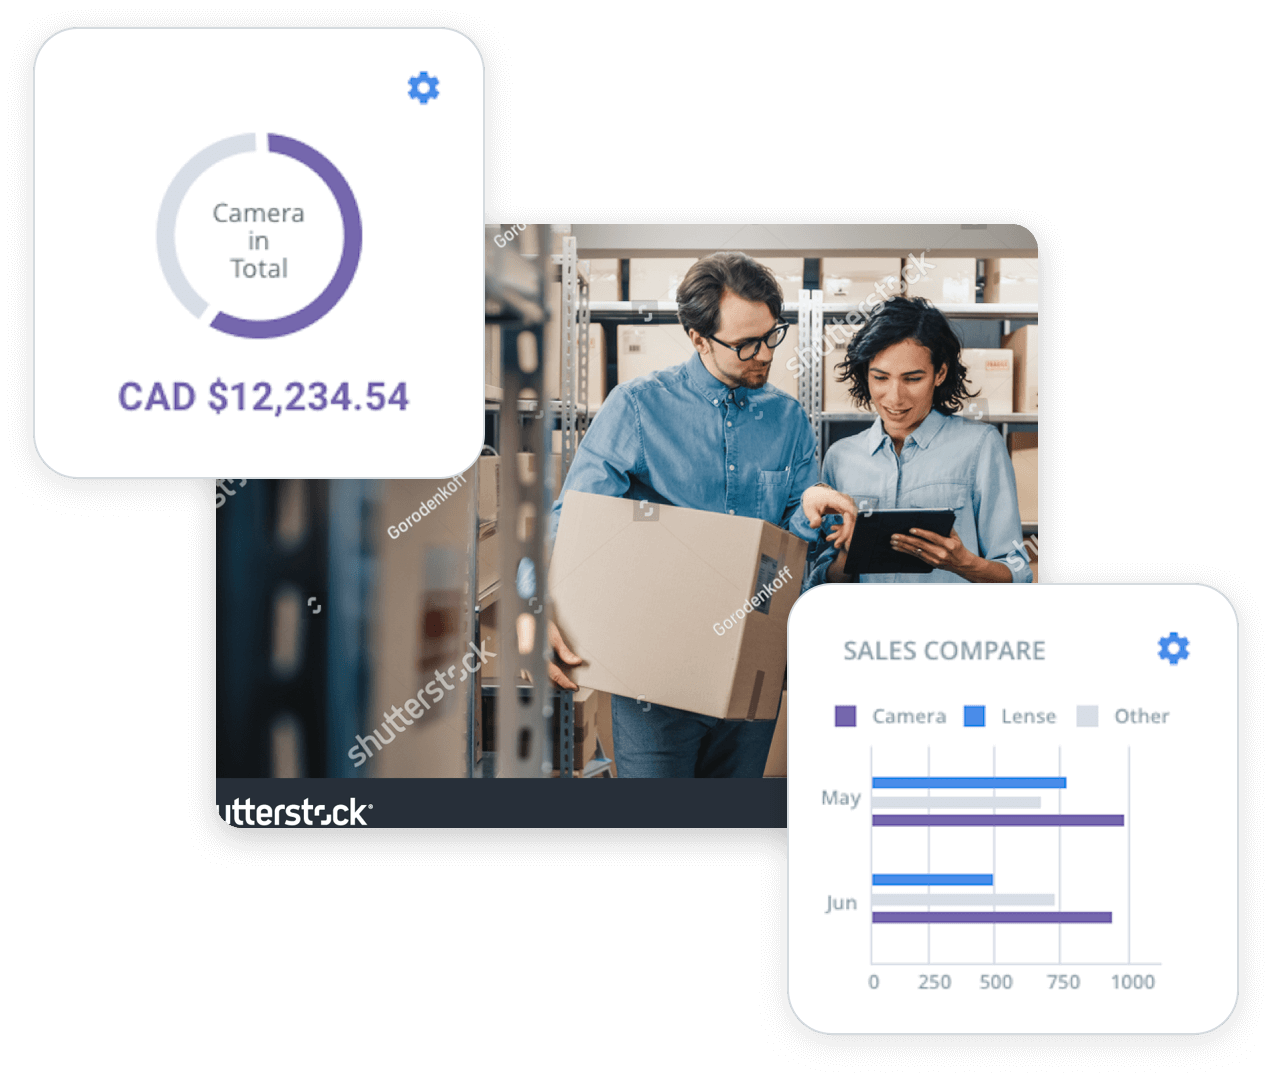 Camera
in
Total
CAD $12,234.54
Goro
shutterstock
Gorodenkoff
Gorodenkoff
shutterstock
utterstock
SALES COMPARE
Camera Lense Other
May
Jun
0 250 500 750 1000